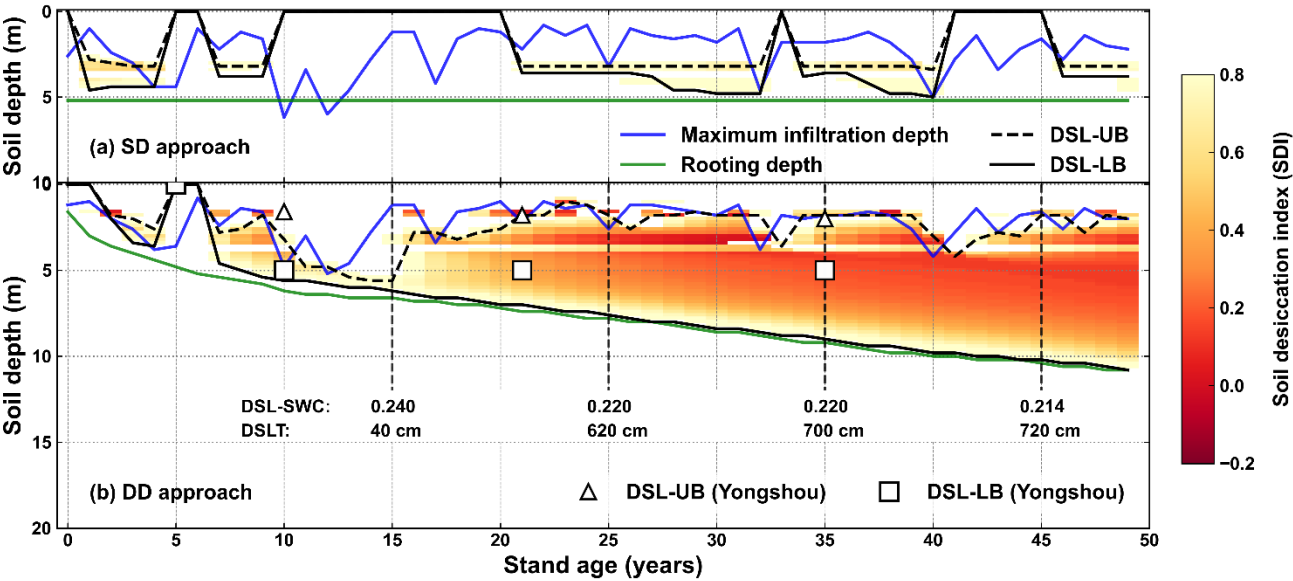 0
5
10
Soil depth (m)
(a) SD approach
Maximum infiltration depth
Rooting depth
DSL-UB
DSL-LB
0
5
10
15
20
Soil depth (m)
DSL-SWC: 0.240 0.220 0.220 0.214
DSLT: 40 cm 620 cm 700 cm 720 cm
(b) DD approach
DSL-UB (Yongshou)
DSL-LB (Yongshou)
0 5 10 15 20 25 30 35 40 45 50
Stand age (years)
0.8
0.6
0.4
0.2
0.0
−0.2
Soil desiccation index (SDI)